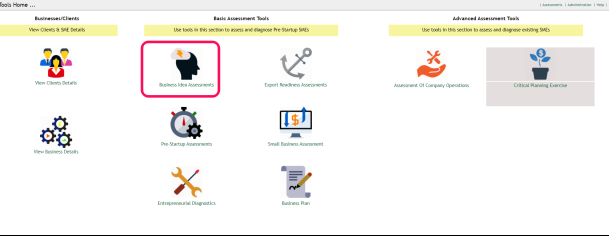 Tools Home ...
| Assessments | Administration | Help |
Businesses/Clients
Basic Assessment Tools
Advanced Assessment Tools
View Clients & SME Details
Use tools in this section to assess and diagnose Pre-Startup SMEs
Use tools in this section to assess and diagnose existing SMEs
View Clients Details
Business Idea Assessments
Export Readiness Assessments
Assessment Of Company Operations
Critical Planning Exercise
View Business Details
Pre-Startup Assessments
Small Business Assessment
Entrepreneurial Diagnostics
Business Plan